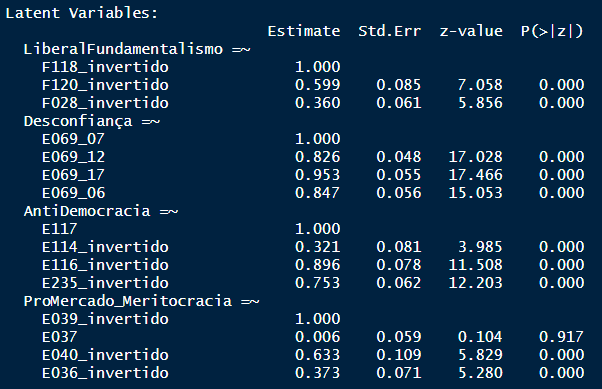 Latent Variables:
Estimate Std.Err z-value P(>|z|)
LiberalFundamentalismo =~
F118_invertido 1.000
F120_invertido 0.599 0.085 7.058 0.000
F028_invertido 0.360 0.061 5.856 0.000
Desconfiança =~
E069_07 1.000
E069_12 0.826 0.048 17.028 0.000
E069_17 0.953 0.055 17.466 0.000
E069_06 0.847 0.056 15.053 0.000
AntiDemocracia =~
E117 1.000
E114_invertido 0.321 0.081 3.985 0.000
E116_invertido 0.896 0.078 11.508 0.000
E235_invertido 0.753 0.062 12.203 0.000
ProMercado_Meritocracia =~
E039_invertido 1.000
E037 0.006 0.059 0.104 0.917
E040_invertido 0.633 0.109 5.829 0.000
E036_invertido 0.373 0.071 5.280 0.000